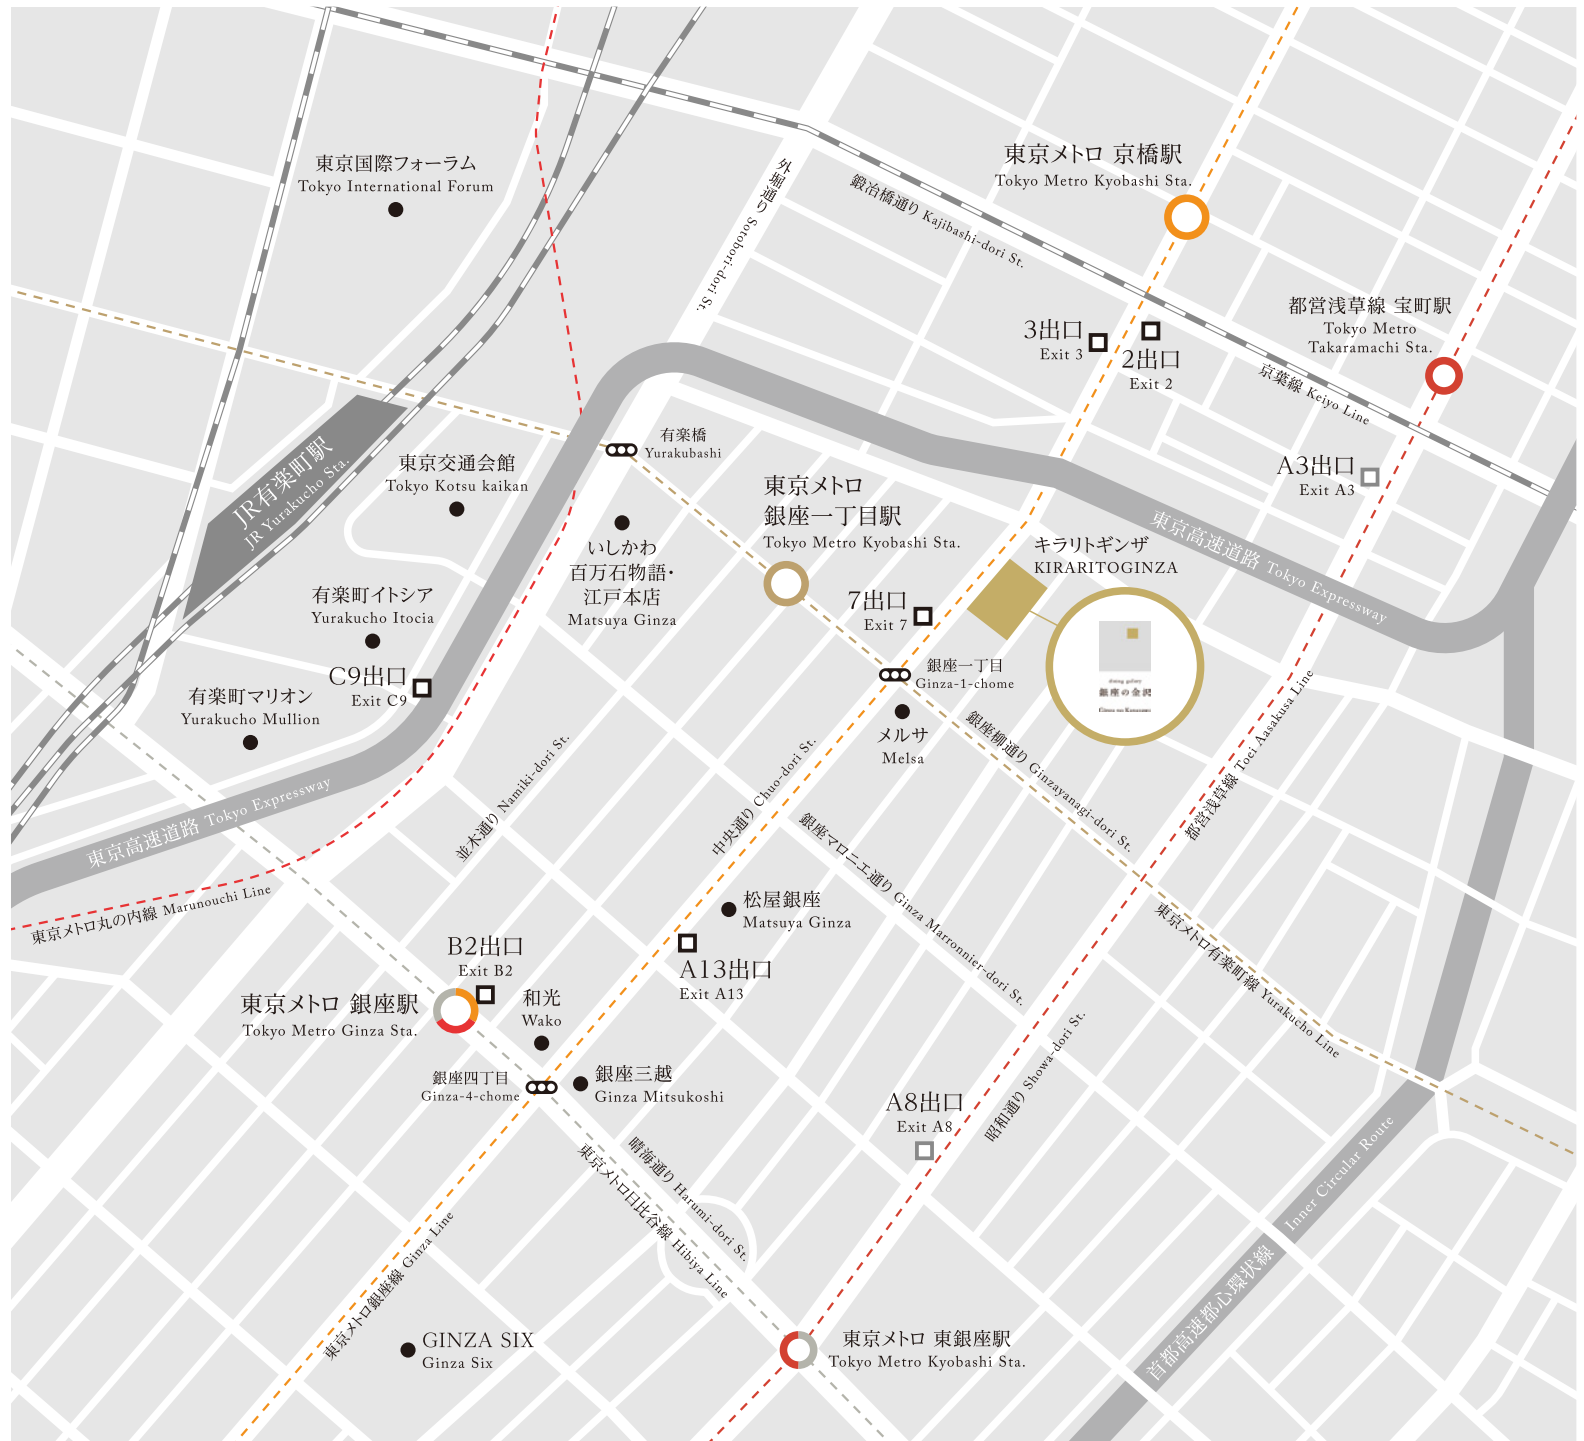 東京国際フォーラム
Tokyo International Forum
外堀通り Sotobori-dori St.
鍛冶橋通り Kajibashi-dori St.
東京メトロ 京橋駅
Tokyo Metro Kyobashi Sta.
都営浅草線 宝町駅
Tokyo Metro
Takaramachi Sta.
3出口
Exit 3
2出口
Exit 2
京葉線 Keiyo Line
A3出口
Exit A3
JR有楽町駅
JR Yurakucho Sta.
東京交通会館
Tokyo Kotsu kaikan
有楽橋
Yurakubashi
東京メトロ
銀座一丁目駅
Tokyo Metro Kyobashi Sta.
いしかわ
百万石物語・
江戸本店
Matsuya Ginza
キラリトギンザ
KIRARITOGINZA
東京高速道路 Tokyo Expressway
有楽町イトシア
Yurakucho Itocia
7出口
Exit 7
C9出口
Exit C9
銀座一丁目
Ginza-1-chome
dining gallery
銀座の金沢
Ginza no Kanazawa
有楽町マリオン
Yurakucho Mullion
メルサ
Melsa
銀座柳通り Ginzayanagi-dori St.
都営浅草線 Toei Aasakusa Line
並木通り Namiki-dori St.
中央通り Chuo-dori St.
東京高速道路 Tokyo Expressway
銀座マロニエ通り Ginza Marronnier-dori St.
東京メトロ丸の内線 Marunouchi Line
松屋銀座
Matsuya Ginza
東京メトロ有楽町線 Yurakucho Line
B2出口
Exit B2
A13出口
Exit A13
東京メトロ 銀座駅
Tokyo Metro Ginza Sta.
和光
Wako
銀座四丁目
Ginza-4-chome
銀座三越
Ginza Mitsukoshi
昭和通り Showa-dori St.
A8出口
Exit A8
晴海通り Harumi-dori St.
東京メトロ日比谷線 Hibiya Line
東京メトロ銀座線 Ginza Line
首都高速都心環状線 Inner Circular Route
GINZA SIX
Ginza Six
東京メトロ 東銀座駅
Tokyo Metro Kyobashi Sta.